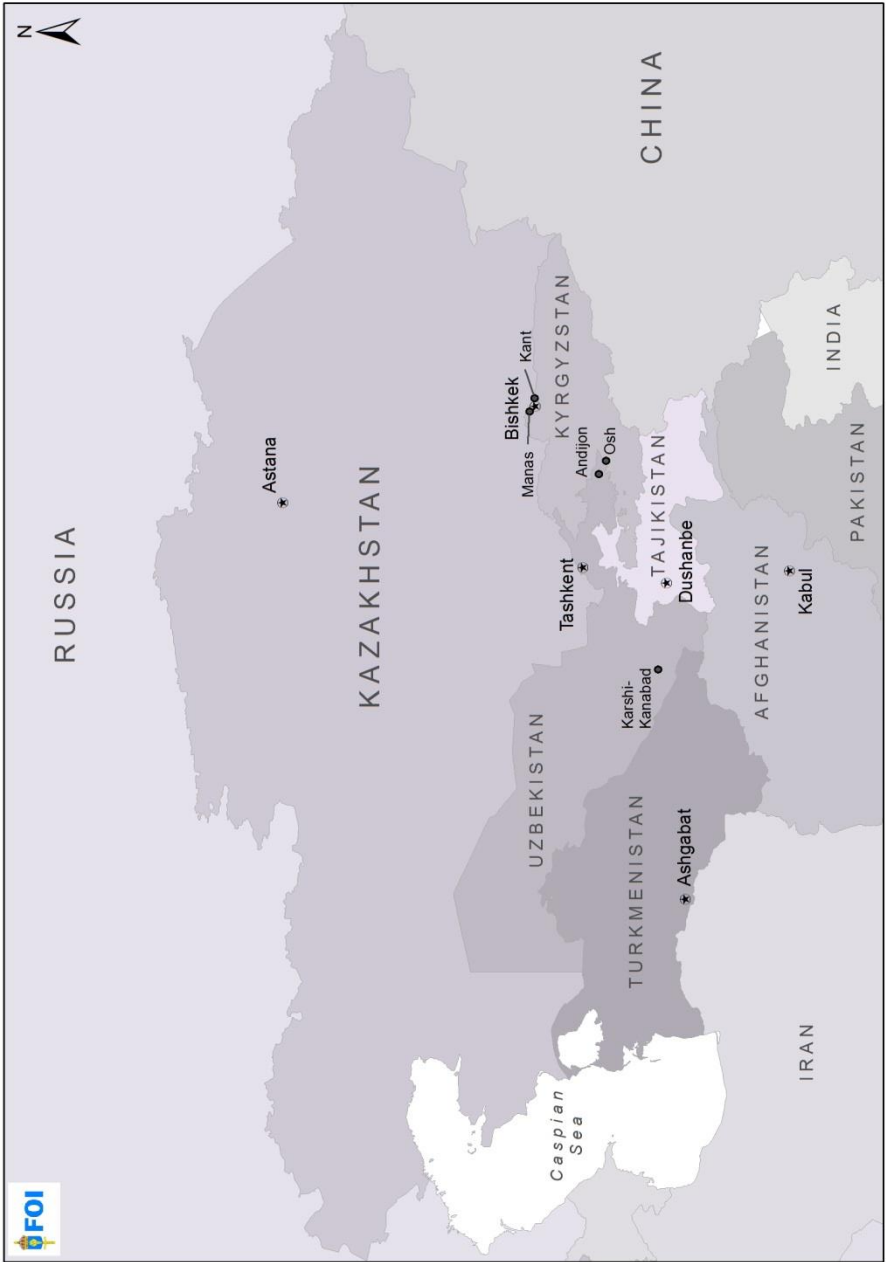 FOI
N
RUSSIA
KAZAKHSTAN
Astana
CHINA
Bishkek
Kant
Manas
KYRGYZSTAN
Andijon
Osh
Tashkent
TAJIKISTAN
Dushanbe
UZBEKISTAN
Karshi-
Kanabad
TURKMENISTAN
Ashgabat
Caspian
Sea
AFGHANISTAN
Kabul
PAKISTAN
INDIA
IRAN